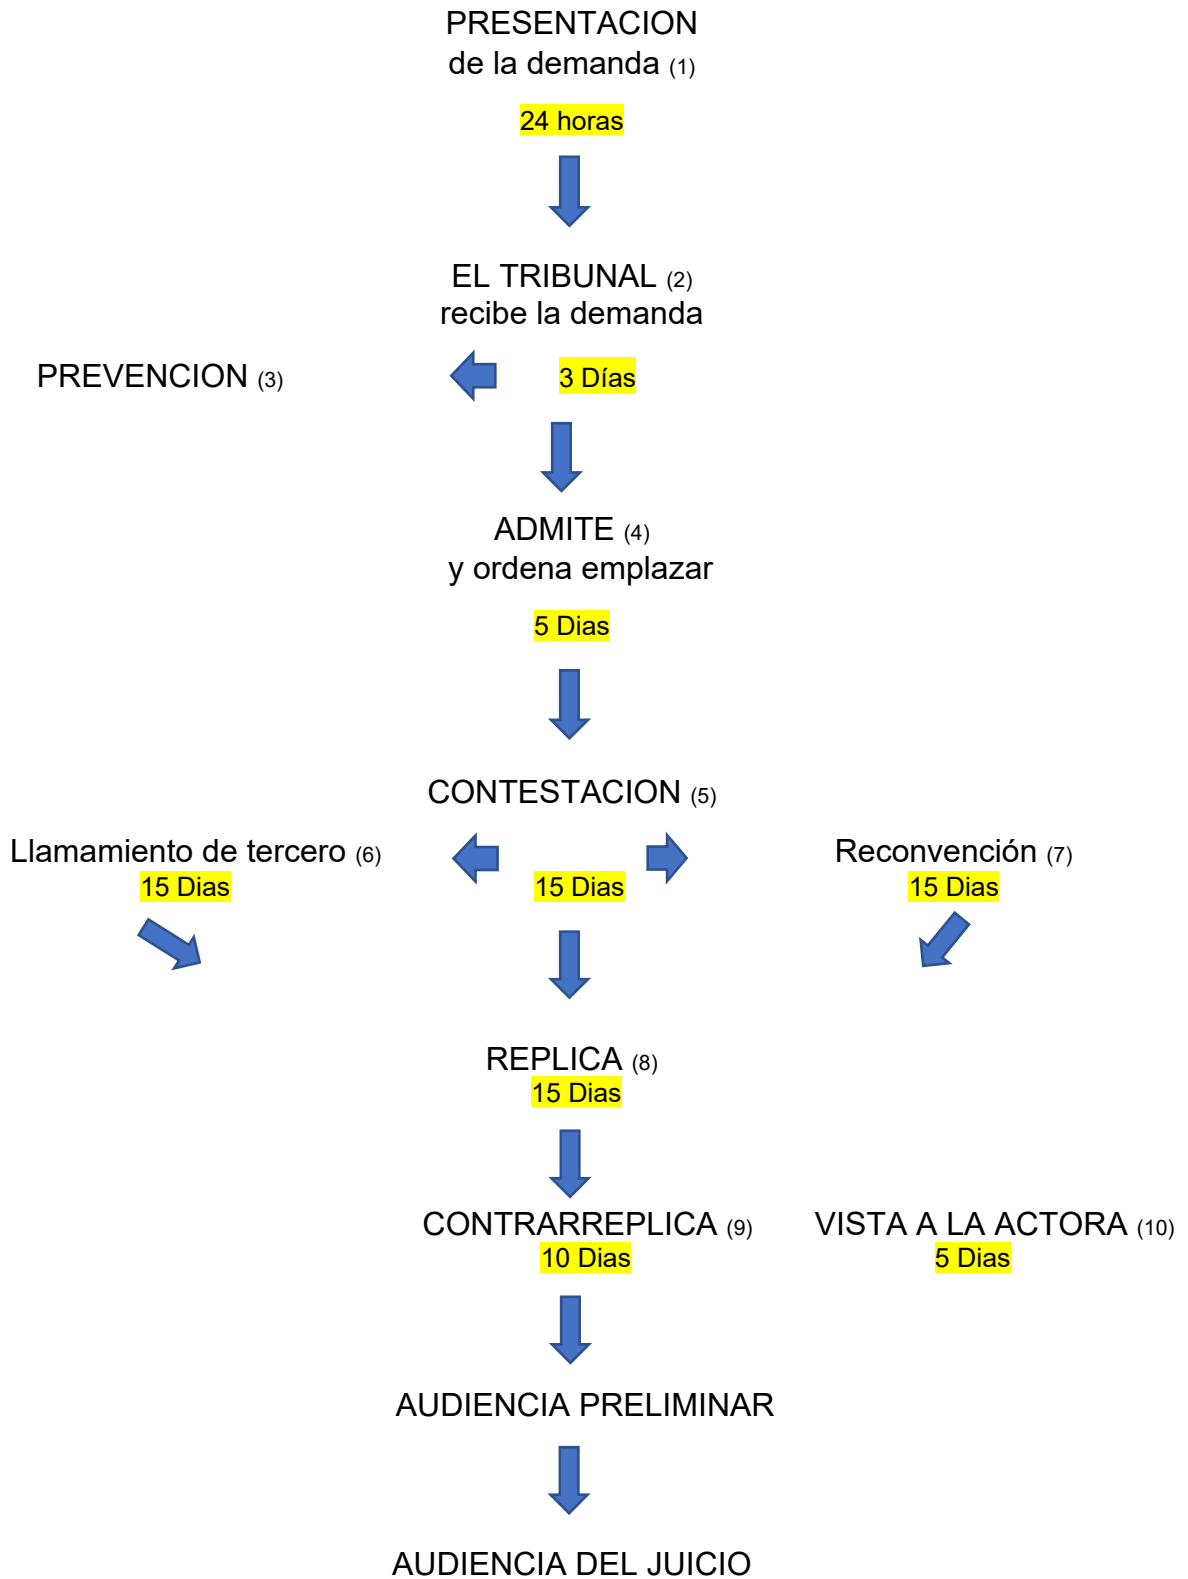 PRESENTACION
de la demanda (1)
24 horas
EL TRIBUNAL (2)
recibe la demanda
PREVENCION (3)
3 Días
ADMITE (4)
y ordena emplazar
5 Dias
CONTESTACION (5)
Llamamiento de tercero (6)
15 Dias
15 Dias
Reconvención (7)
15 Dias
REPLICA (8)
15 Dias
CONTRARREPLICA (9)
10 Dias
VISTA A LA ACTORA (10)
5 Dias
AUDIENCIA PRELIMINAR
AUDIENCIA DEL JUICIO